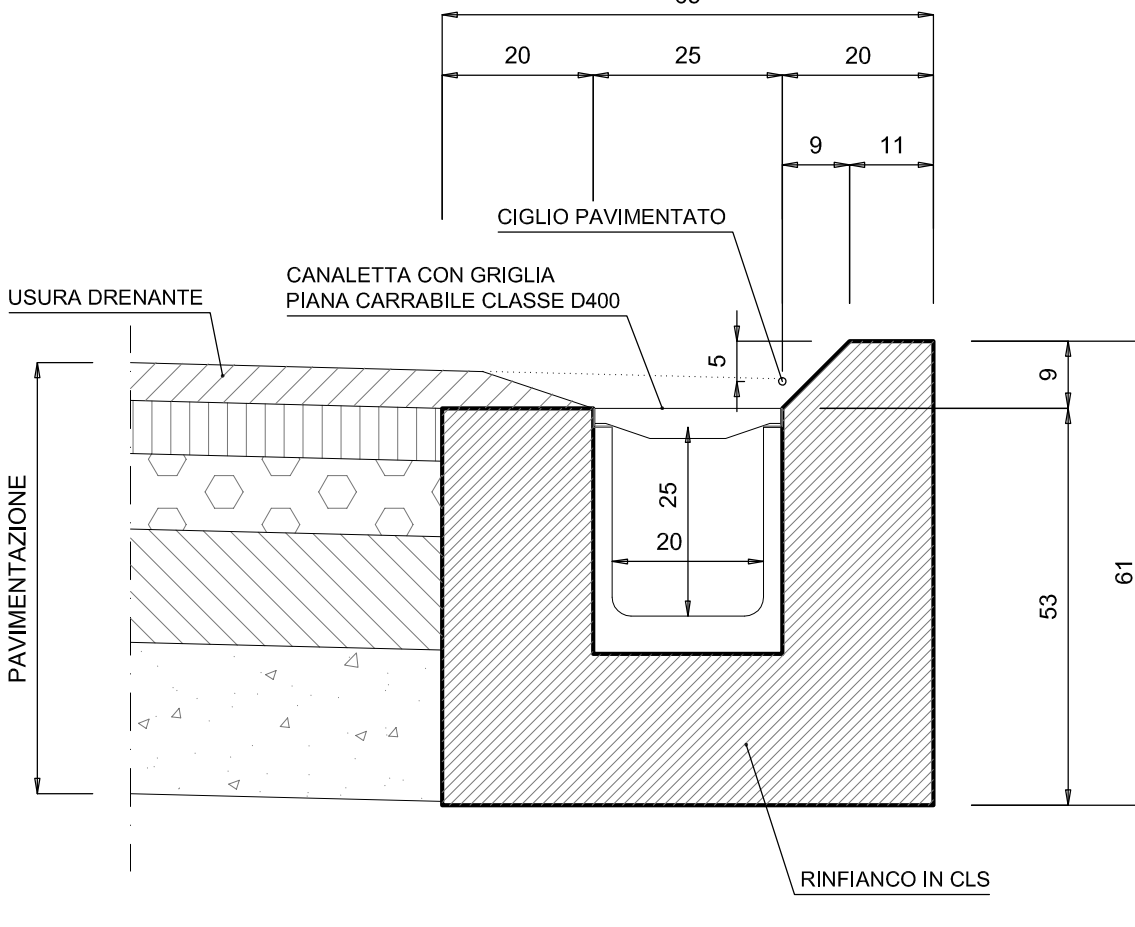 20
25
20
9
11
CIGLIO PAVIMENTATO
CANALETTA CON GRIGLIA
PIANA CARRABILE CLASSE D400
USURA DRENANTE
5
9
PAVIMENTAZIONE
25
20
53
61
RINFIANCO IN CLS